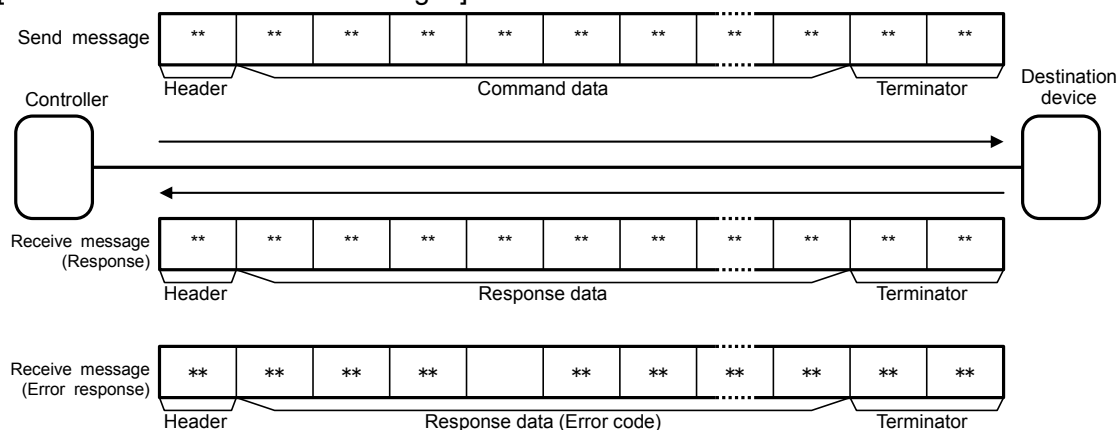 Send message ** ** ** ** ** ** ** ** ** ** **
Header Command data Terminator
Controller
Destination
device
Receive message
(Response)
** ** ** ** ** ** ** ** ** ** **
Header Response data Terminator
Receive message
(Error response)
** ** ** ** ** ** ** ** ** **
Header Response data (Error code) Terminator